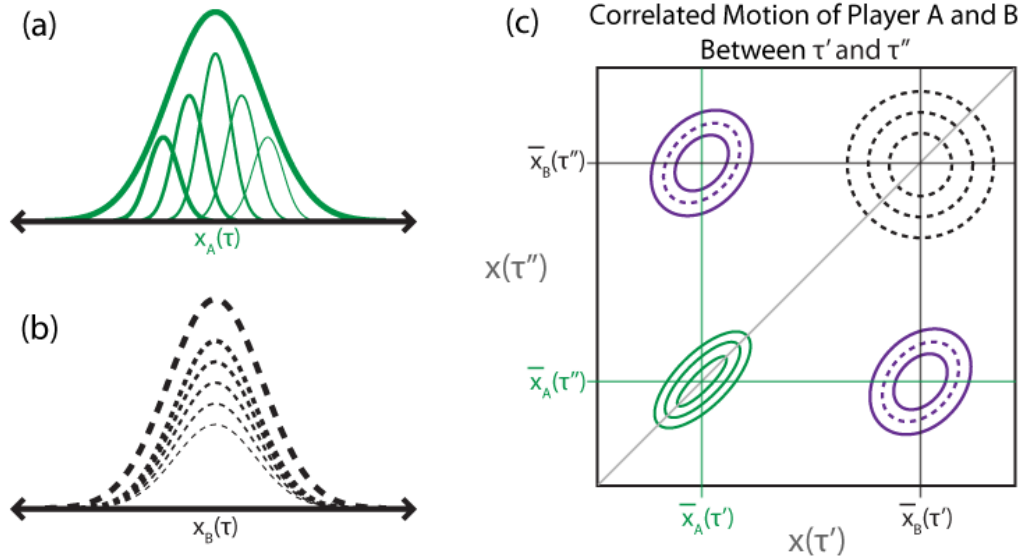 (a)
x_A(τ)
(b)
x_B(τ)
(c)
Correlated Motion of Player A and B
Between τ′ and τ″
x̅_B(τ″)
x(τ″)
x̅_A(τ″)
x̅_A(τ′)
x̅_B(τ′)
x(τ′)